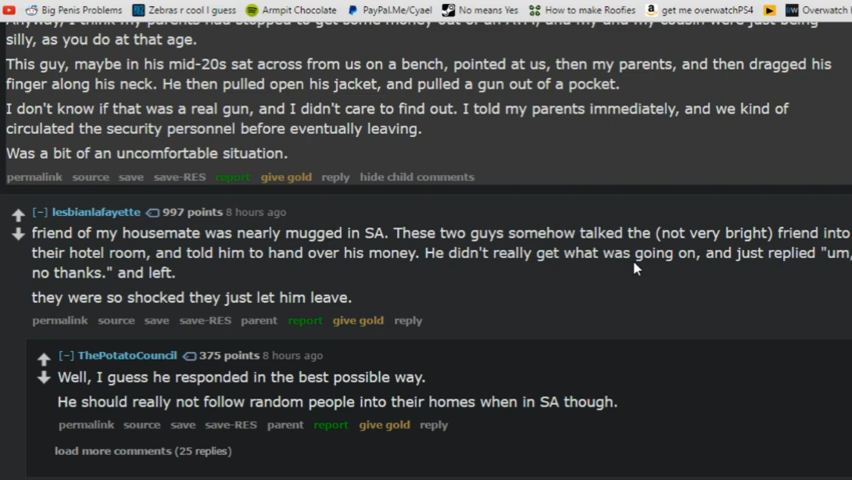 Big Penis Problems Zebras r cool I guess Armpit Chocolate PayPal.Me/Cyael No means Yes How to make Roofies get me overwatchPS4 Overwatch
silly, as you do at that age.
This guy, maybe in his mid-20s sat across from us on a bench, pointed at us, then my parents, and then dragged his
finger along his neck. He then pulled open his jacket, and pulled a gun out of a pocket.
I don't know if that was a real gun, and I didn't care to find out. I told my parents immediately, and we kind of
circulated the security personnel before eventually leaving.
Was a bit of an uncomfortable situation.
permalink source save save-RES report give gold reply hide child comments
[-] lesbianlafayette 997 points 8 hours ago
friend of my housemate was nearly mugged in SA. These two guys somehow talked the (not very bright) friend into
their hotel room, and told him to hand over his money. He didn't really get what was going on, and just replied "um,
no thanks." and left.
they were so shocked they just let him leave.
permalink source save save-RES parent report give gold reply
[-] ThePotatoCouncil 375 points 8 hours ago
Well, I guess he responded in the best possible way.
He should really not follow random people into their homes when in SA though.
permalink source save save-RES parent report give gold reply
load more comments (25 replies)